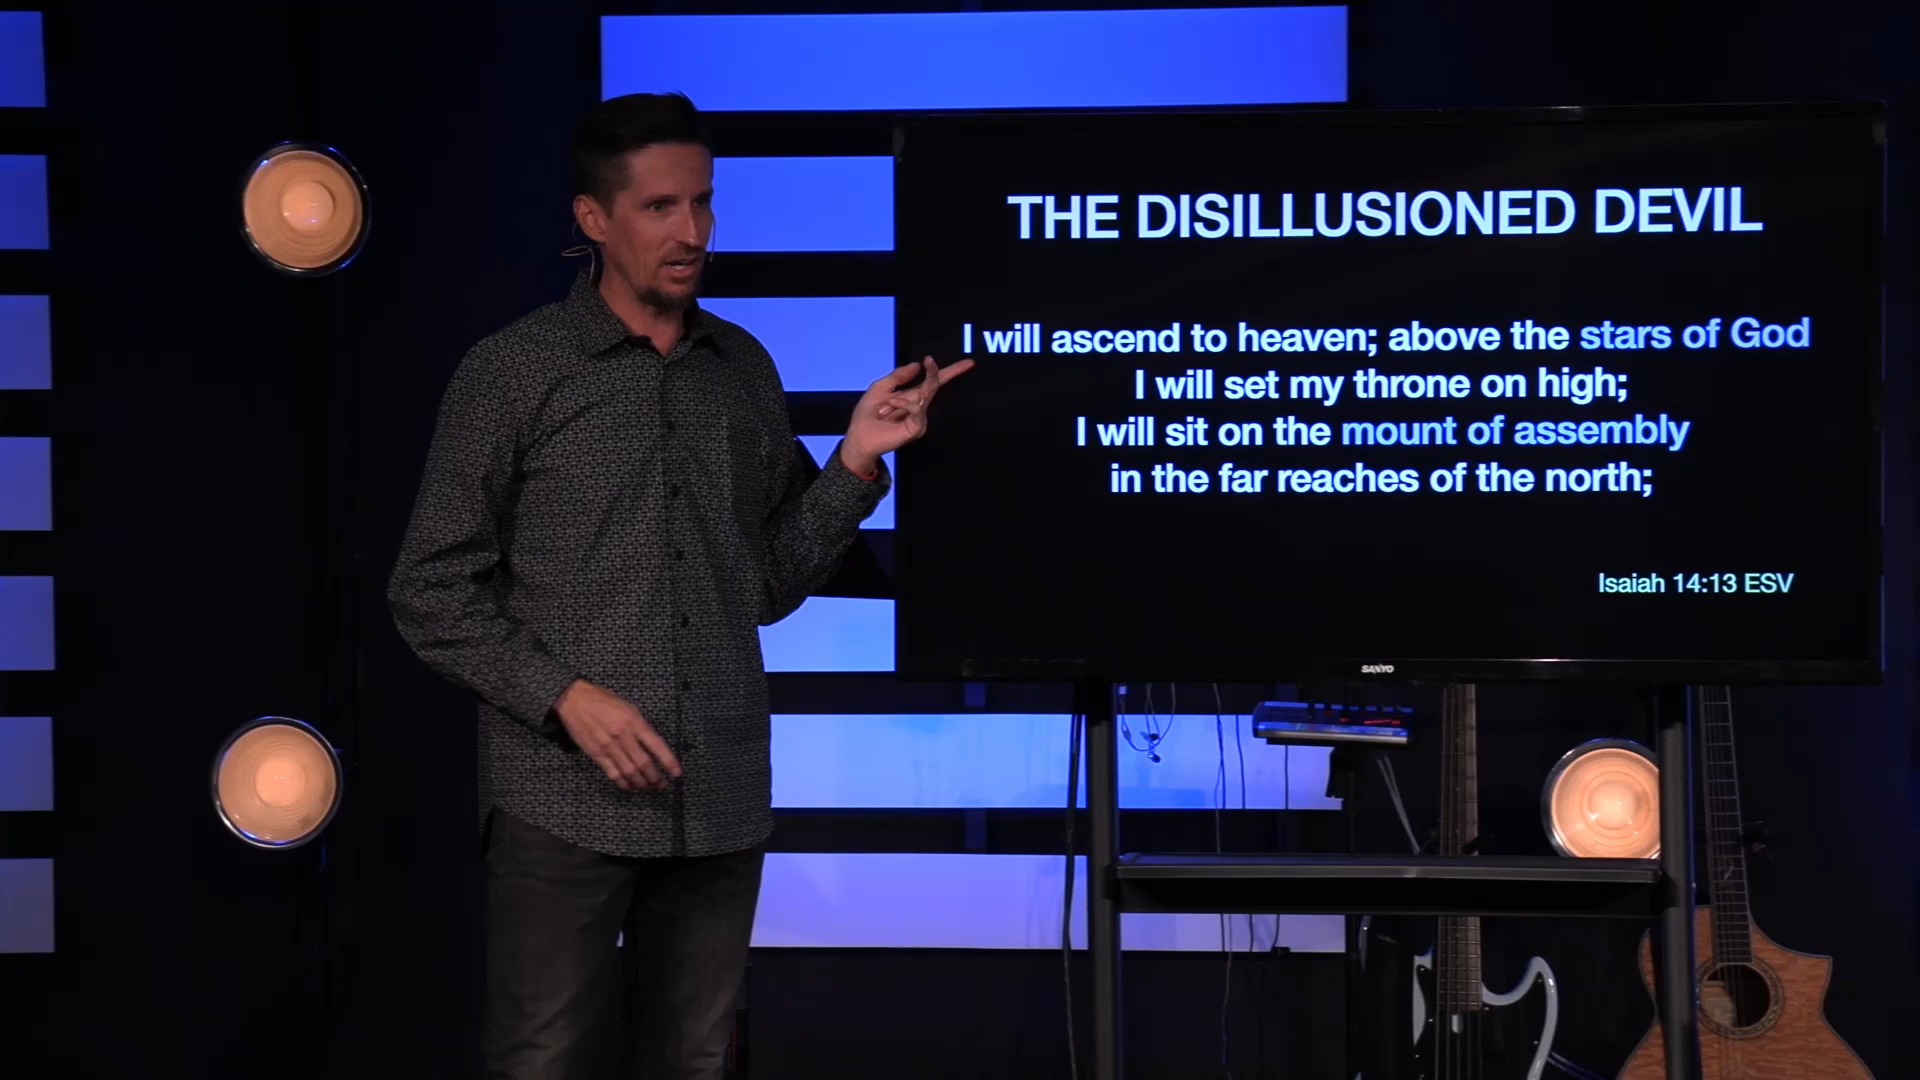 THE DISILLUSIONED DEVIL
I will ascend to heaven; above the stars of God
I will set my throne on high;
I will sit on the mount of assembly
in the far reaches of the north;
Isaiah 14:13 ESV
SANYO